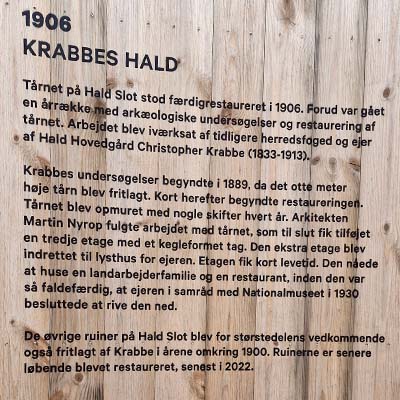 1906
KRABBES HALD
Tårnet på Hald Slot stod færdigrestaureret i 1906. Forud var gået
en årrække med arkæologiske undersøgelser og restaurering af
tårnet. Arbejdet blev iværksat af tidligere herredsfoged og ejer
af Hald Hovedgård Christopher Krabbe (1833-1913).
Krabbes undersøgelser begyndte i 1889, da det otte meter
høje tårn blev fritlagt. Kort herefter begyndte restaureringen.
Tårnet blev opmuret med nogle skifter hvert år. Arkitekten
Martin Nyrop fulgte arbejdet med tårnet, som til slut fik tilføjet
en tredje etage med et kegleformet tag. Den ekstra etage blev
indrettet til lysthus for ejeren. Etagen fik kort levetid. Den nåede
at huse en landarbejderfamilie og en restaurant, inden den var
så faldefærdig, at ejeren i samråd med Nationalmuseet i 1930
besluttede at rive den ned.
De øvrige ruiner på Hald Slot blev for størstedelens vedkommende
også fritlagt af Krabbe i årene omkring 1900. Ruinerne er senere
løbende blevet restaureret, senest i 2022.